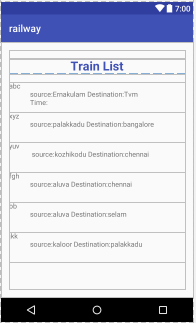 7:00
railway
Train List
abc
source:Ernakulam Destination:Tvm
Time:
xyz
source:palakkadu Destination:bangalore
yuv
source:kozhikodu Destination:chennai
fgh
source:aluva Destination:chennai
bb
source:aluva Destination:selam
kk
source:kaloor Destination:palakkadu